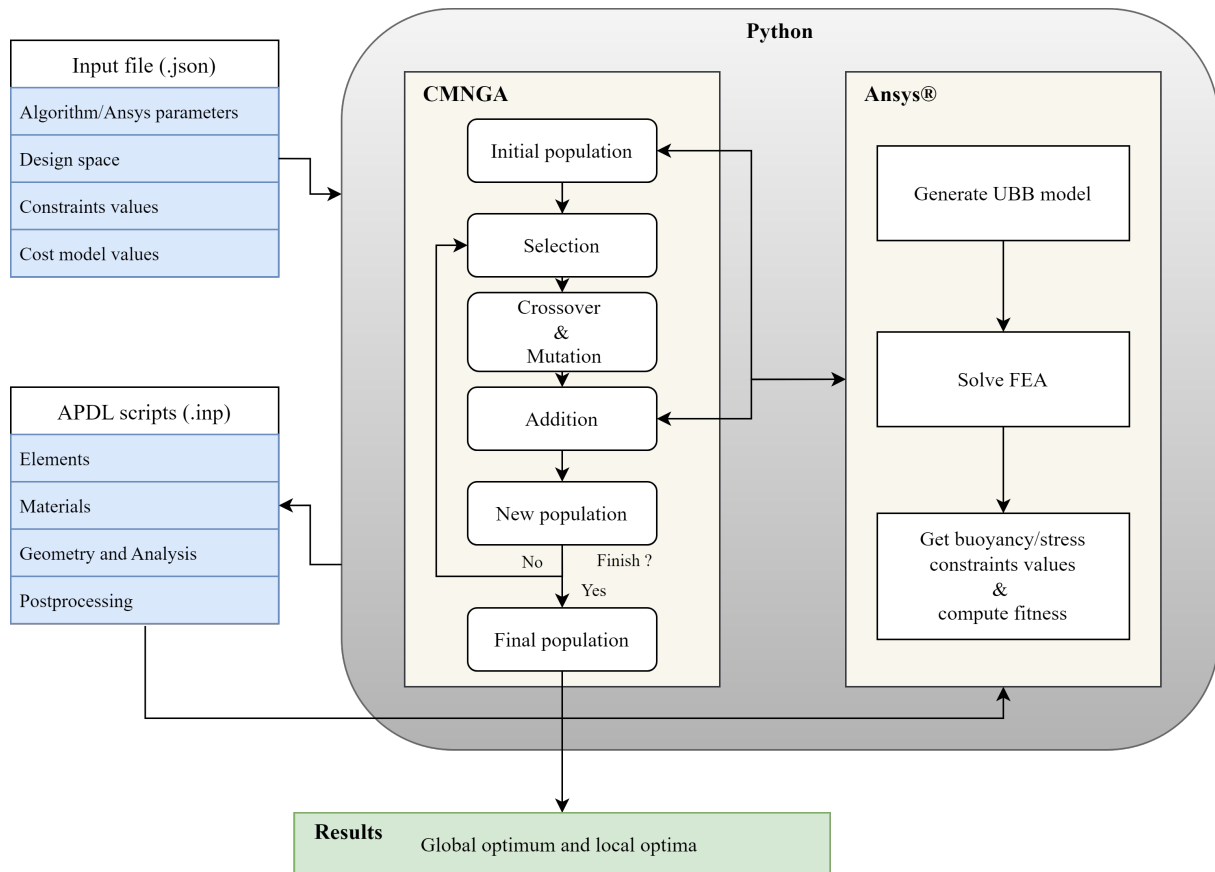 Python
Input file (.json)
Algorithm/Ansys parameters
Design space
Constraints values
Cost model values
APDL scripts (.inp)
Elements
Materials
Geometry and Analysis
Postprocessing
CMNGA
Initial population
Selection
Crossover
&
Mutation
Addition
New population
No
Finish ?
Yes
Final population
Ansys®
Generate UBB model
Solve FEA
Get buoyancy/stress
constraints values
&
compute fitness
Results
Global optimum and local optima